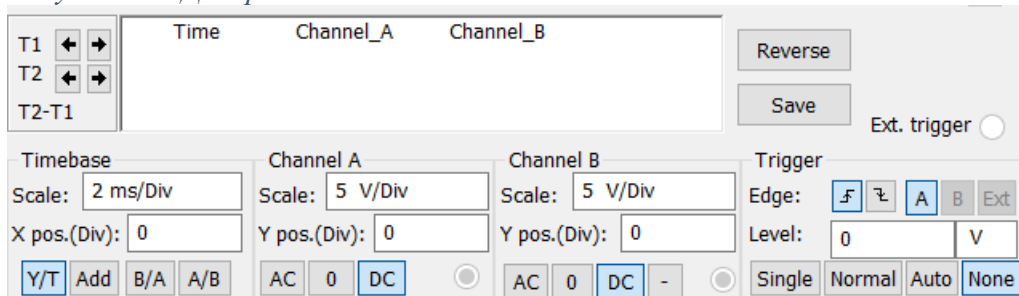 Time Channel_A Channel_B
T1
T2
T2-T1
Reverse
Save
Ext. trigger
Timebase
Scale: 2 ms/Div
X pos.(Div): 0
Y/T Add B/A A/B
Channel A
Scale: 5 V/Div
Y pos.(Div): 0
AC 0 DC
Channel B
Scale: 5 V/Div
Y pos.(Div): 0
AC 0 DC -
Trigger
Edge: A B Ext
Level: 0 V
Single Normal Auto None